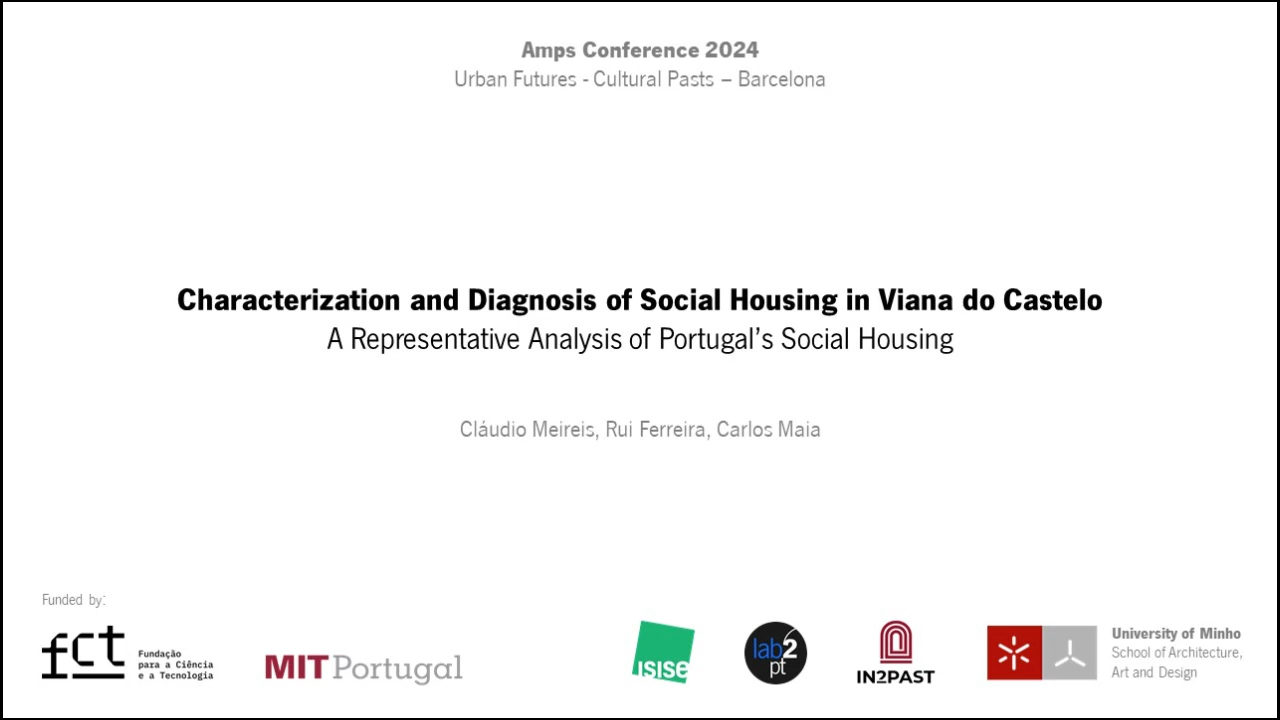 Amps Conference 2024
Urban Futures - Cultural Pasts – Barcelona
Characterization and Diagnosis of Social Housing in Viana do Castelo
A Representative Analysis of Portugal’s Social Housing
Cláudio Meireis, Rui Ferreira, Carlos Maia
Funded by:
fct
Fundação
para a Ciência
e a Tecnologia
MIT Portugal
isise
lab2
pt
IN2PAST
University of Minho
School of Architecture,
Art and Design